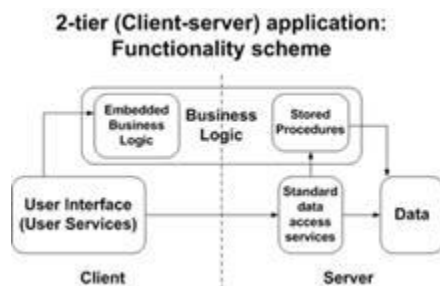 2-tier (Client-server) application:
Functionality scheme
Embedded
Business
Logic
Business
Logic
Stored
Procedures
User Interface
(User Services)
Standard
data
access
services
Data
Client
Server